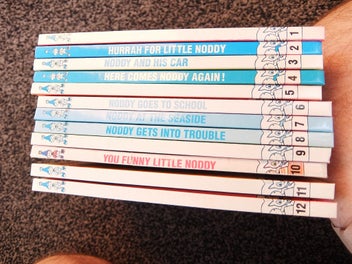 1
HURRAH FOR LITTLE NODDY 2
NODDY AND HIS CAR 3
HERE COMES NODDY AGAIN! 4
5
NODDY GOES TO SCHOOL 6
NODDY AT THE SEASIDE 7
NODDY GETS INTO TROUBLE 8
9
YOU FUNNY LITTLE NODDY 10
11
12